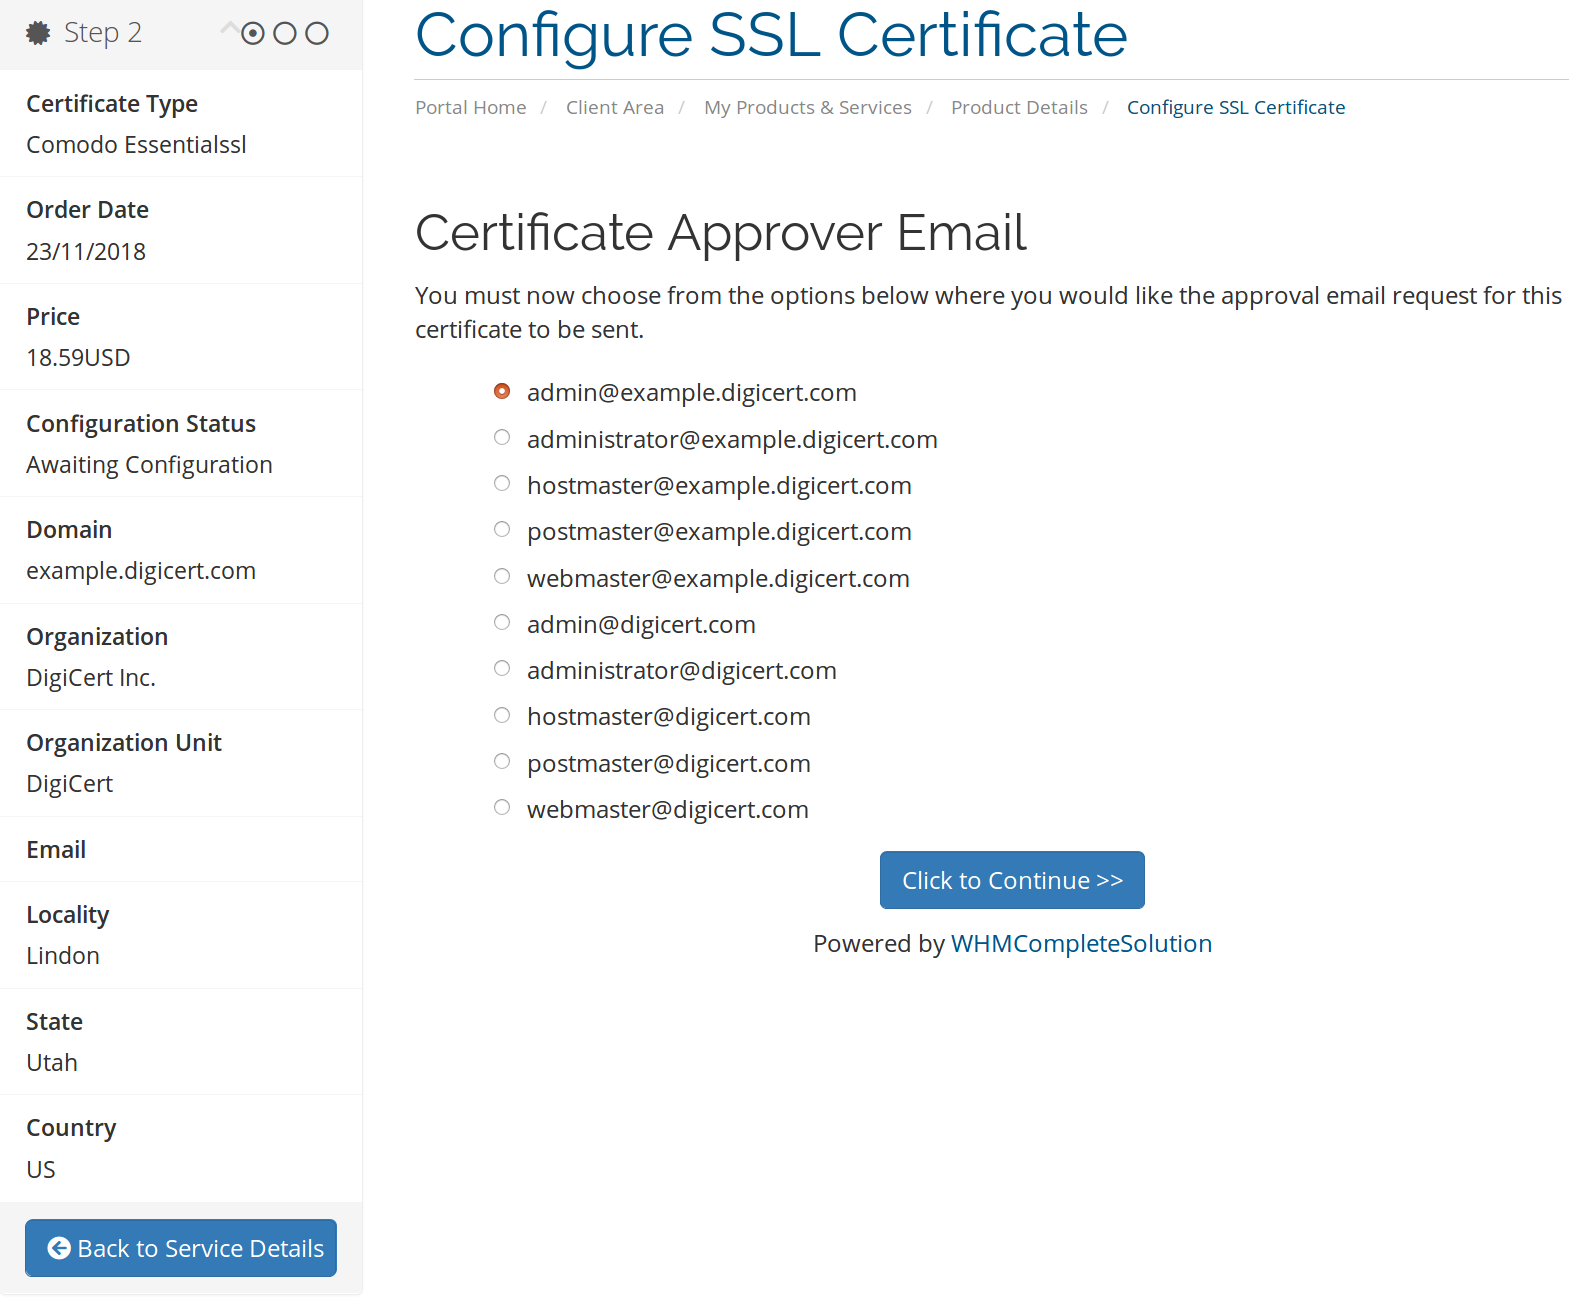 Step 2
Certificate Type
Comodo Essentialssl
Order Date
23/11/2018
Price
18.59USD
Configuration Status
Awaiting Configuration
Domain
example.digicert.com
Organization
DigiCert Inc.
Organization Unit
DigiCert
Email
Locality
Lindon
State
Utah
Country
US
Back to Service Details
Configure SSL Certificate
Portal Home / Client Area / My Products & Services / Product Details / Configure SSL Certificate
Certificate Approver Email
You must now choose from the options below where you would like the approval email request for this
certificate to be sent.
admin@example.digicert.com
administrator@example.digicert.com
hostmaster@example.digicert.com
postmaster@example.digicert.com
webmaster@example.digicert.com
admin@digicert.com
administrator@digicert.com
hostmaster@digicert.com
postmaster@digicert.com
webmaster@digicert.com
Click to Continue >>
Powered by WHMCompleteSolution